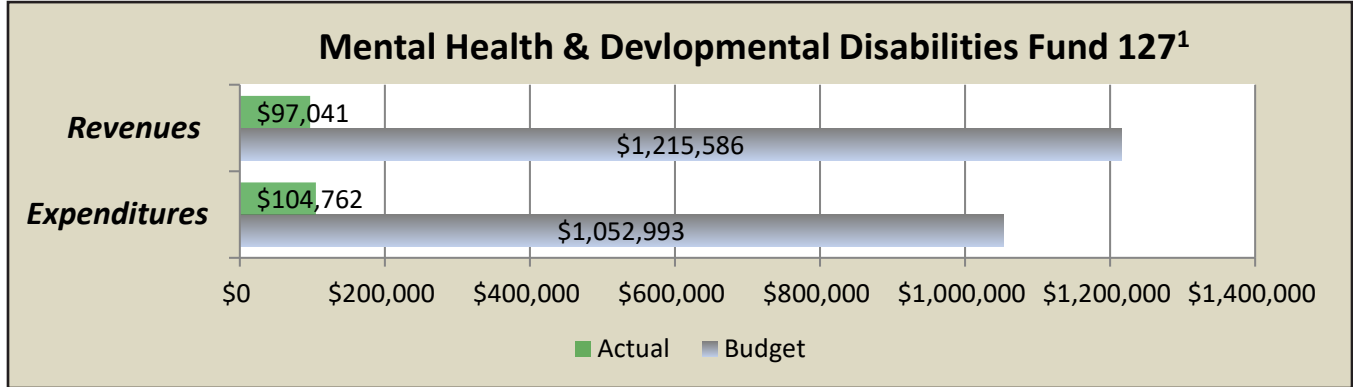 Mental Health & Devlopmental Disabilities Fund 127¹
Revenues
$97,041
$1,215,586
Expenditures
$104,762
$1,052,993
$0 $200,000 $400,000 $600,000 $800,000 $1,000,000 $1,200,000 $1,400,000
Actual Budget